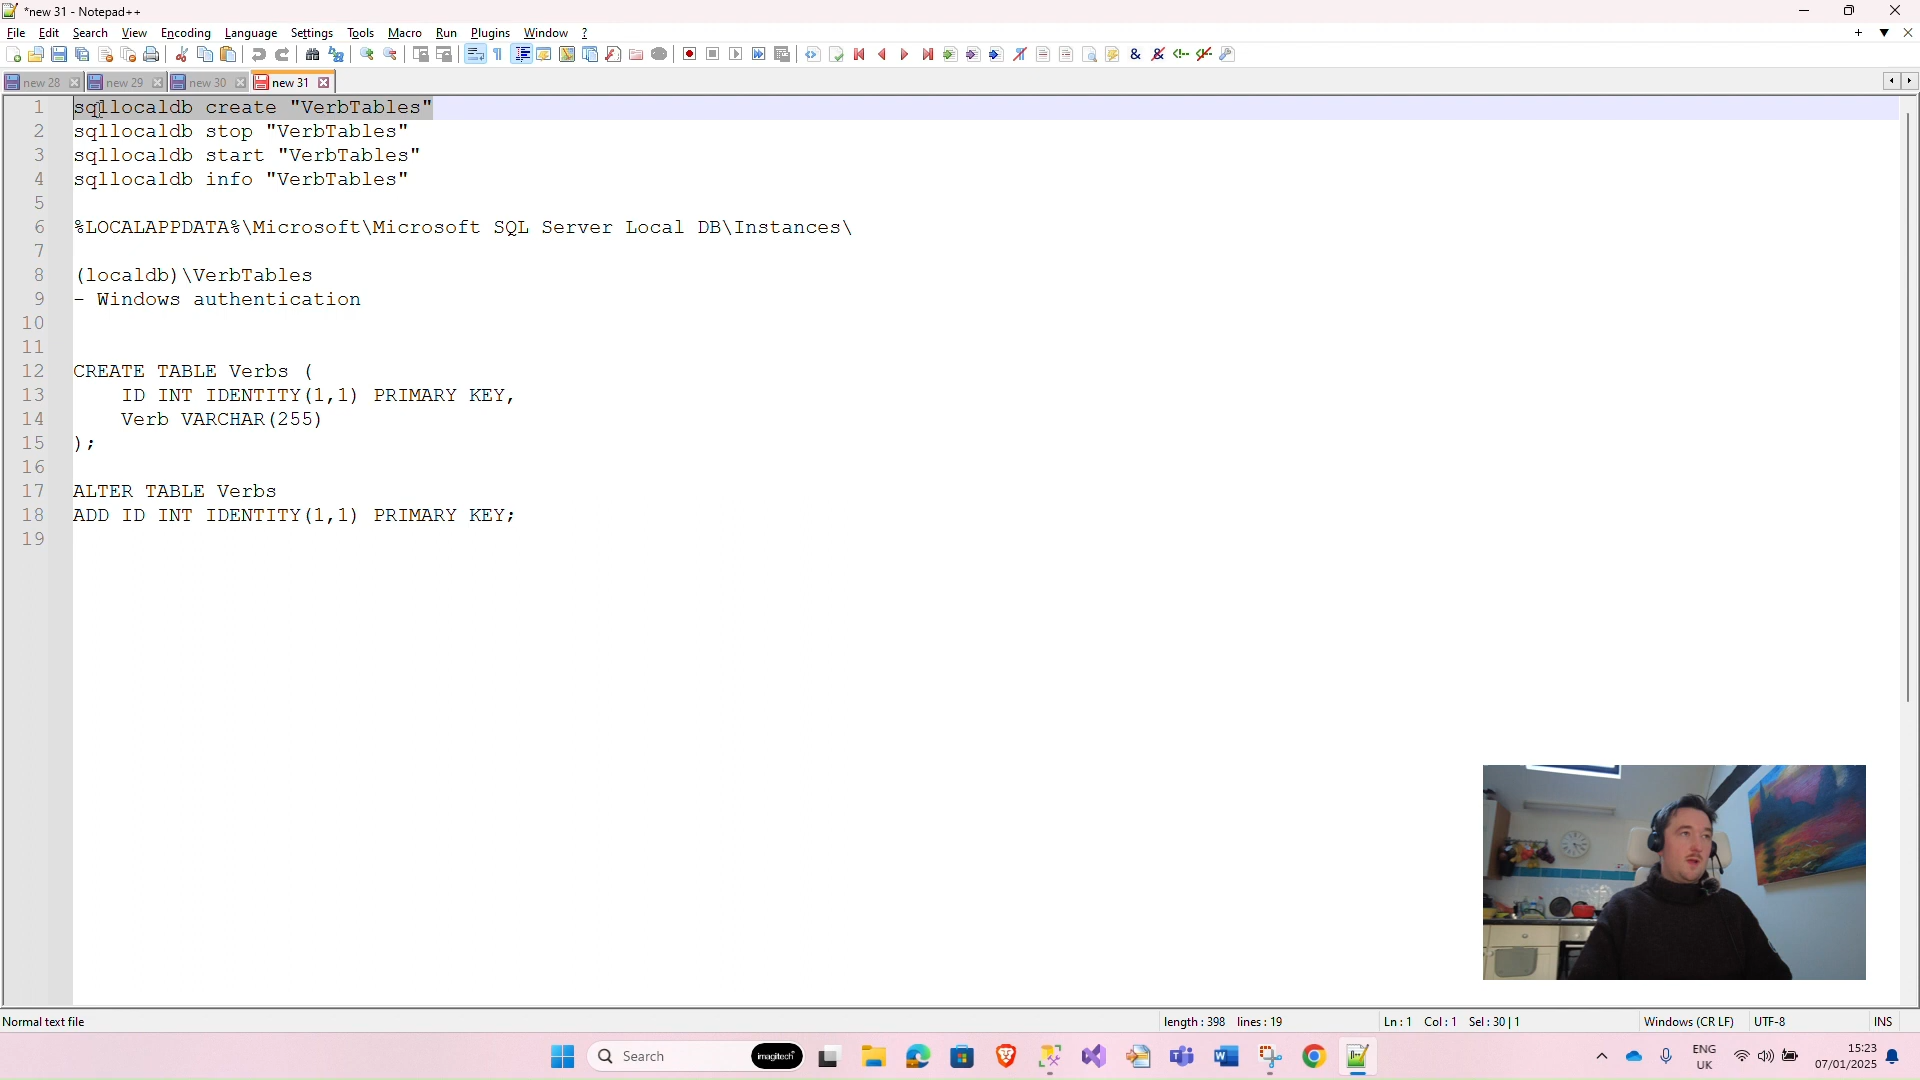 *new 31 - Notepad++
File Edit Search View Encoding Language Settings Tools Macro Run Plugins Window ?
new 28 new 29 new 30 new 31
1 sqllocaldb create "VerbTables"
2 sqllocaldb stop "VerbTables"
3 sqllocaldb start "VerbTables"
4 sqllocaldb info "VerbTables"
5
6 %LOCALAPPDATA%\Microsoft\Microsoft SQL Server Local DB\Instances\
7
8 (localdb)\VerbTables
9 - Windows authentication
10
11
12 CREATE TABLE Verbs (
13 ID INT IDENTITY(1,1) PRIMARY KEY,
14 Verb VARCHAR(255)
15 );
16
17 ALTER TABLE Verbs
18 ADD ID INT IDENTITY(1,1) PRIMARY KEY;
19
Normal text file length : 398 lines : 19 Ln : 1 Col : 1 Sel : 30 | 1 Windows (CR LF) UTF-8 INS
Search imagitech ENG 15:23
UK 07/01/2025